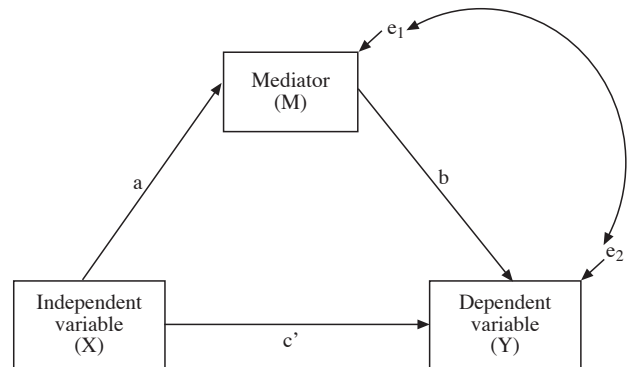 e1
Mediator
(M)
a
b
e2
Independent
variable
(X)
c’
Dependent
variable
(Y)